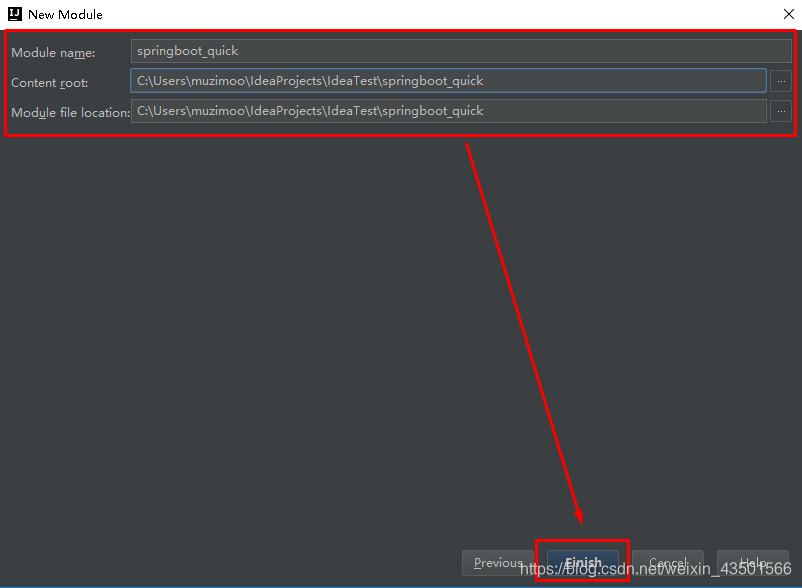 New Module
Module name: springboot_quick
Content root: C:\Users\muzimoo\IdeaProjects\IdeaTest\springboot_quick ...
Module file location: C:\Users\muzimoo\IdeaProjects\IdeaTest\springboot_quick ...
Previous Finish Cancel Help
https://blog.csdn.net/weixin_43501566